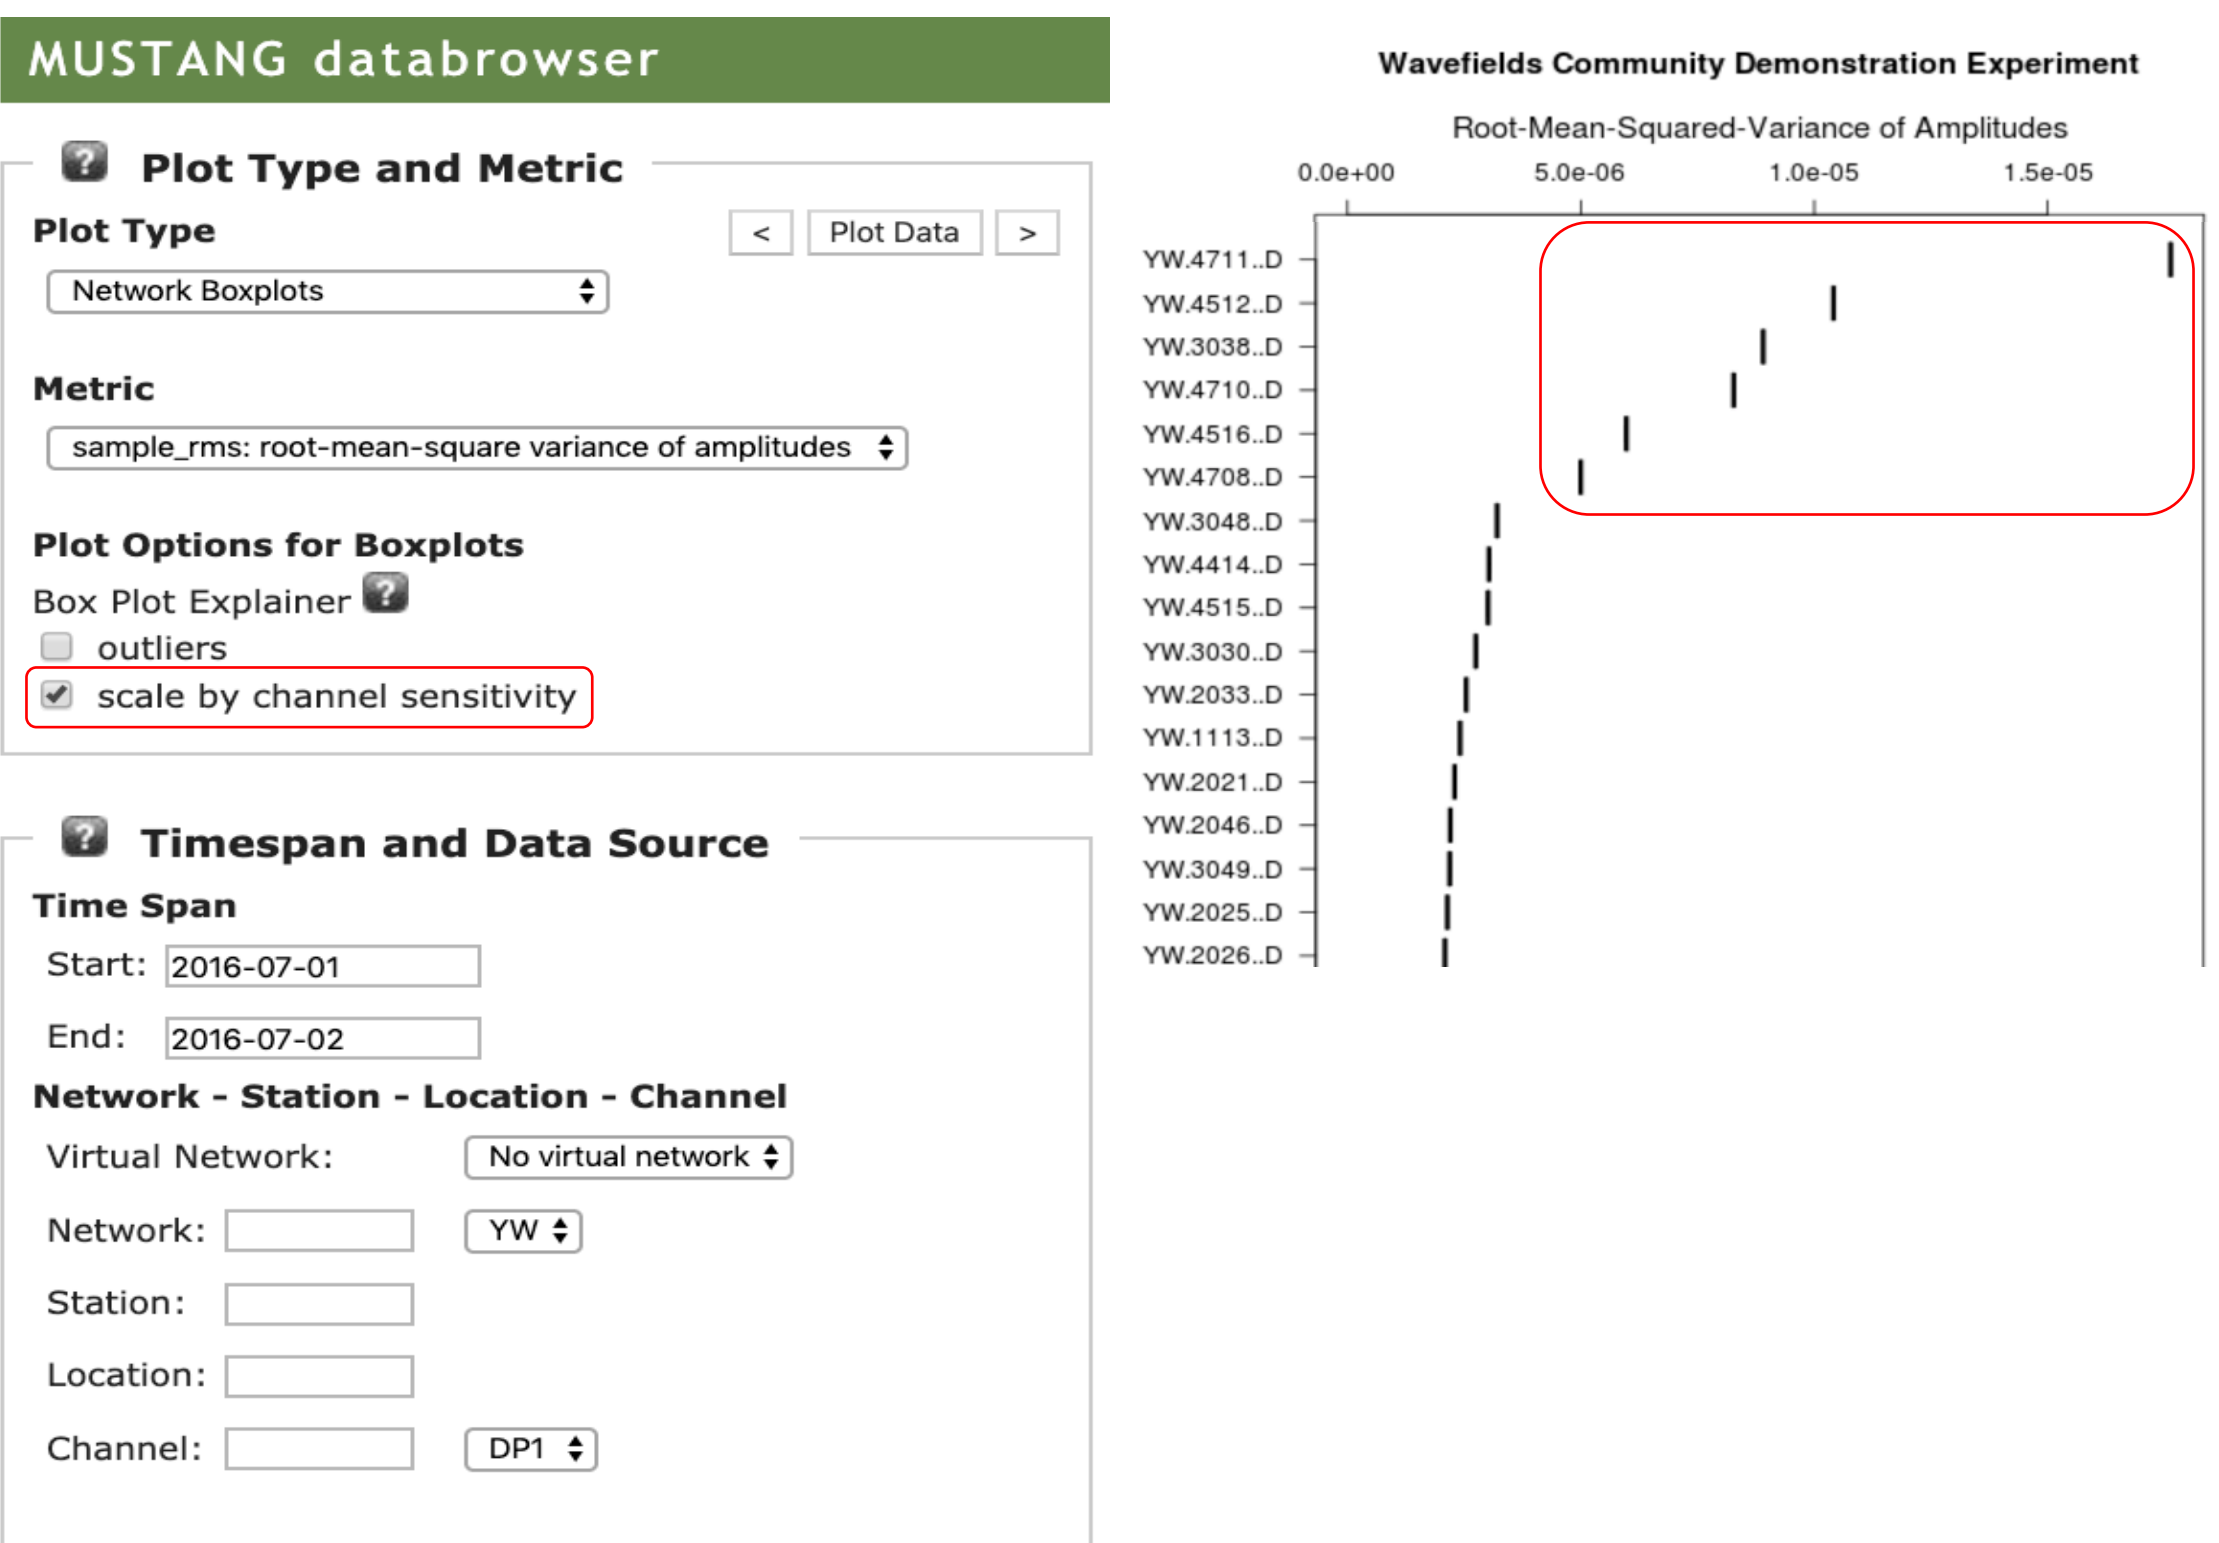 MUSTANG databrowser
? Plot Type and Metric
Plot Type
< Plot Data >
Network Boxplots
Metric
sample_rms: root-mean-square variance of amplitudes
Plot Options for Boxplots
Box Plot Explainer ?
outliers
scale by channel sensitivity
? Timespan and Data Source
Time Span
Start: 2016-07-01
End: 2016-07-02
Network - Station - Location - Channel
Virtual Network: No virtual network
Network: YW
Station:
Location:
Channel: DP1
Wavefields Community Demonstration Experiment
Root-Mean-Squared-Variance of Amplitudes
0.0e+00 5.0e-06 1.0e-05 1.5e-05
YW.4711..D
YW.4512..D
YW.3038..D
YW.4710..D
YW.4516..D
YW.4708..D
YW.3048..D
YW.4414..D
YW.4515..D
YW.3030..D
YW.2033..D
YW.1113..D
YW.2021..D
YW.2046..D
YW.3049..D
YW.2025..D
YW.2026..D